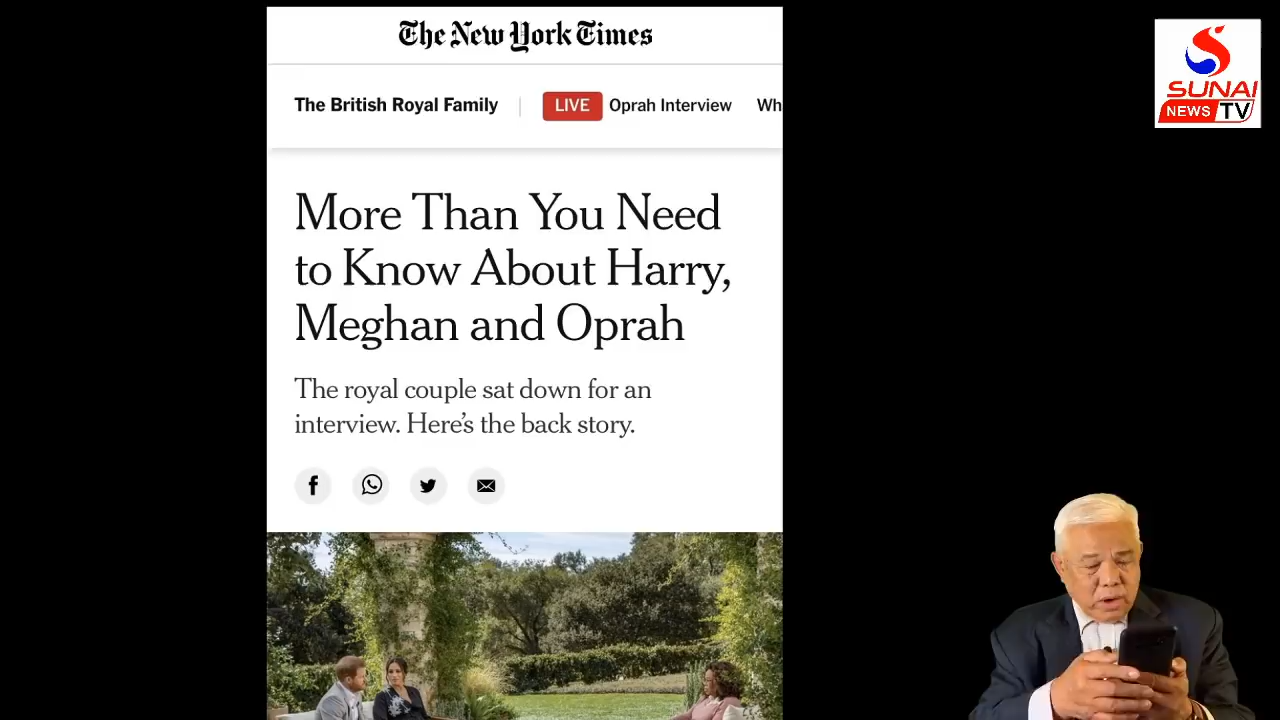 The New York Times
The British Royal Family
LIVE Oprah Interview Wh
More Than You Need
to Know About Harry,
Meghan and Oprah
The royal couple sat down for an
interview. Here's the back story.
SUNAI
NEWS TV